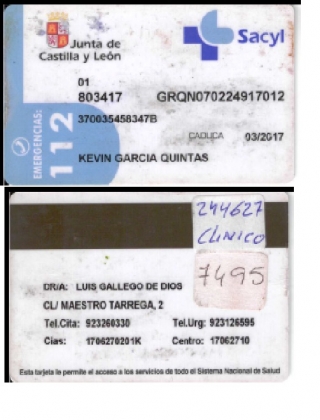 Junta de
Castilla y León
Sacyl
01
803417 GRQN070224917012
370035458347B
CADUCA 03/2017
KEVIN GARCIA QUINTAS
EMERGENCIAS:
112
244627
CLINICO
7495
DR/A: LUIS GALLEGO DE DIOS
CL/ MAESTRO TARREGA, 2
Tel.Cita: 923260330 Tel.Urg: 923126595
Cias: 1706270201K Centro: 17062710
Esta tarjeta le permite el acceso a los servicios de todo el Sistema Nacional de Salud